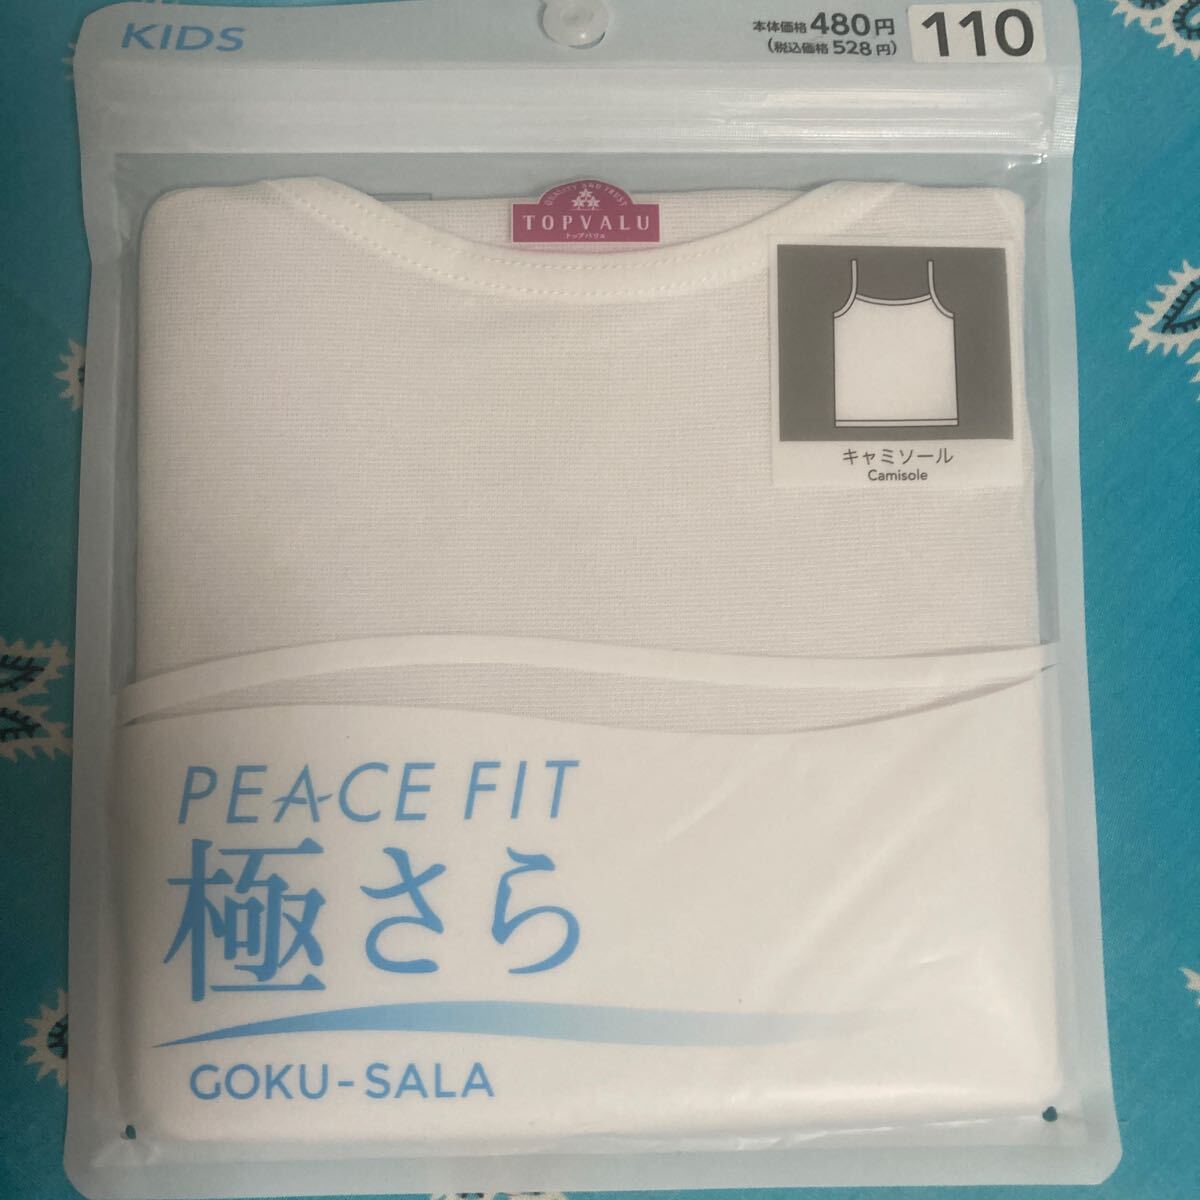 KIDS
本体価格480円
(税込価格528円)
110
QUALITY AND TRUST
TOPVALU
トップバリュ
キャミソール
Camisole
PEACE FIT
極さら
GOKU-SALA